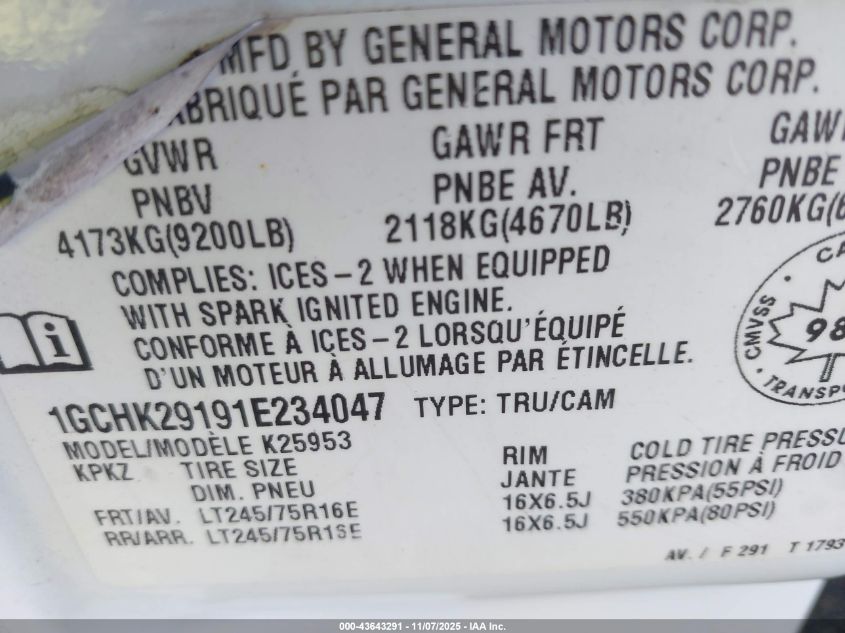 MFD BY GENERAL MOTORS CORP.
FABRIQUÉ PAR GENERAL MOTORS CORP.
GVWR GAWR FRT GAWR
PNBV PNBE AV. PNBE
4173KG(9200LB) 2118KG(4670LB) 2760KG(6
COMPLIES: ICES-2 WHEN EQUIPPED
WITH SPARK IGNITED ENGINE.
CONFORME À ICES-2 LORSQU'ÉQUIPÉ
D'UN MOTEUR À ALLUMAGE PAR ÉTINCELLE.
CMVSS
98
TRANSPO
1GCHK29191E234047 TYPE: TRU/CAM
MODEL/MODÈLE K25953
KPKZ TIRE SIZE RIM COLD TIRE PRESSU
DIM. PNEU JANTE PRESSION À FROID
FRT/AV. LT245/75R16E 16X6.5J 380KPA(55PSI)
RR/ARR. LT245/75R16E 16X6.5J 550KPA(80PSI)
AV. / F 291 T 1793
000-43643291 | 11/07/2025 - IAA Inc.